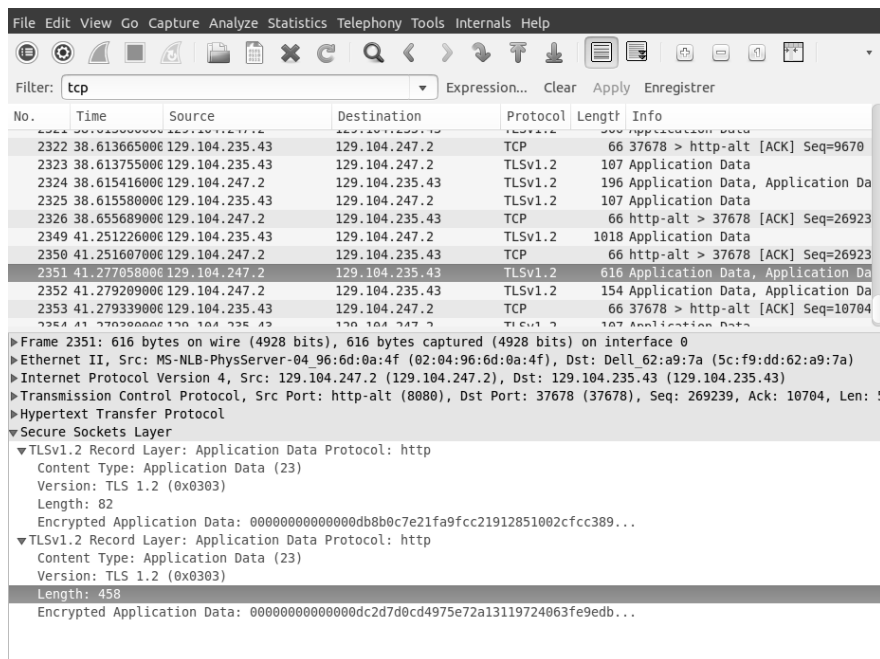 File Edit View Go Capture Analyze Statistics Telephony Tools Internals Help
Filter: tcp Expression... Clear Apply Enregistrer
No. Time Source Destination Protocol Length Info
2322 38.613665000 129.104.235.43 129.104.247.2 TCP 66 37678 > http-alt [ACK] Seq=9670
2323 38.613755000 129.104.235.43 129.104.247.2 TLSv1.2 107 Application Data
2324 38.615416000 129.104.247.2 129.104.235.43 TLSv1.2 196 Application Data, Application Da
2325 38.615580000 129.104.235.43 129.104.247.2 TLSv1.2 107 Application Data
2326 38.655689000 129.104.247.2 129.104.235.43 TCP 66 http-alt > 37678 [ACK] Seq=26923
2349 41.251226000 129.104.235.43 129.104.247.2 TLSv1.2 1018 Application Data
2350 41.251607000 129.104.247.2 129.104.235.43 TCP 66 http-alt > 37678 [ACK] Seq=26923
2351 41.277058000 129.104.247.2 129.104.235.43 TLSv1.2 616 Application Data, Application Da
2352 41.279209000 129.104.247.2 129.104.235.43 TLSv1.2 154 Application Data, Application Da
2353 41.279339000 129.104.235.43 129.104.247.2 TCP 66 37678 > http-alt [ACK] Seq=10704
Frame 2351: 616 bytes on wire (4928 bits), 616 bytes captured (4928 bits) on interface 0
Ethernet II, Src: MS-NLB-PhysServer-04_96:6d:0a:4f (02:04:96:6d:0a:4f), Dst: Dell_62:a9:7a (5c:f9:dd:62:a9:7a)
Internet Protocol Version 4, Src: 129.104.247.2 (129.104.247.2), Dst: 129.104.235.43 (129.104.235.43)
Transmission Control Protocol, Src Port: http-alt (8080), Dst Port: 37678 (37678), Seq: 269239, Ack: 10704, Len: 5
Hypertext Transfer Protocol
Secure Sockets Layer
TLSv1.2 Record Layer: Application Data Protocol: http
Content Type: Application Data (23)
Version: TLS 1.2 (0x0303)
Length: 82
Encrypted Application Data: 00000000000000db8b0c7e21fa9fcc21912851002cfcc389...
TLSv1.2 Record Layer: Application Data Protocol: http
Content Type: Application Data (23)
Version: TLS 1.2 (0x0303)
Length: 458
Encrypted Application Data: 00000000000000dc2d7d0cd4975e72a13119724063fe9edb...